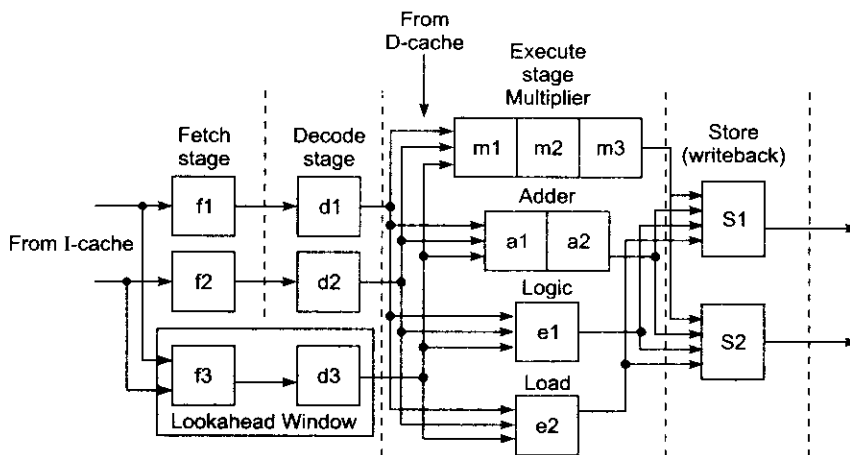 From
D-cache
Execute
stage
Multiplier
Fetch
stage
Decode
stage
m1 m2 m3
Store
(writeback)
Adder
f1 d1 a1 a2 S1
From I-cache
f2 d2
Logic
e1 S2
f3 d3
Load
e2
Lookahead Window